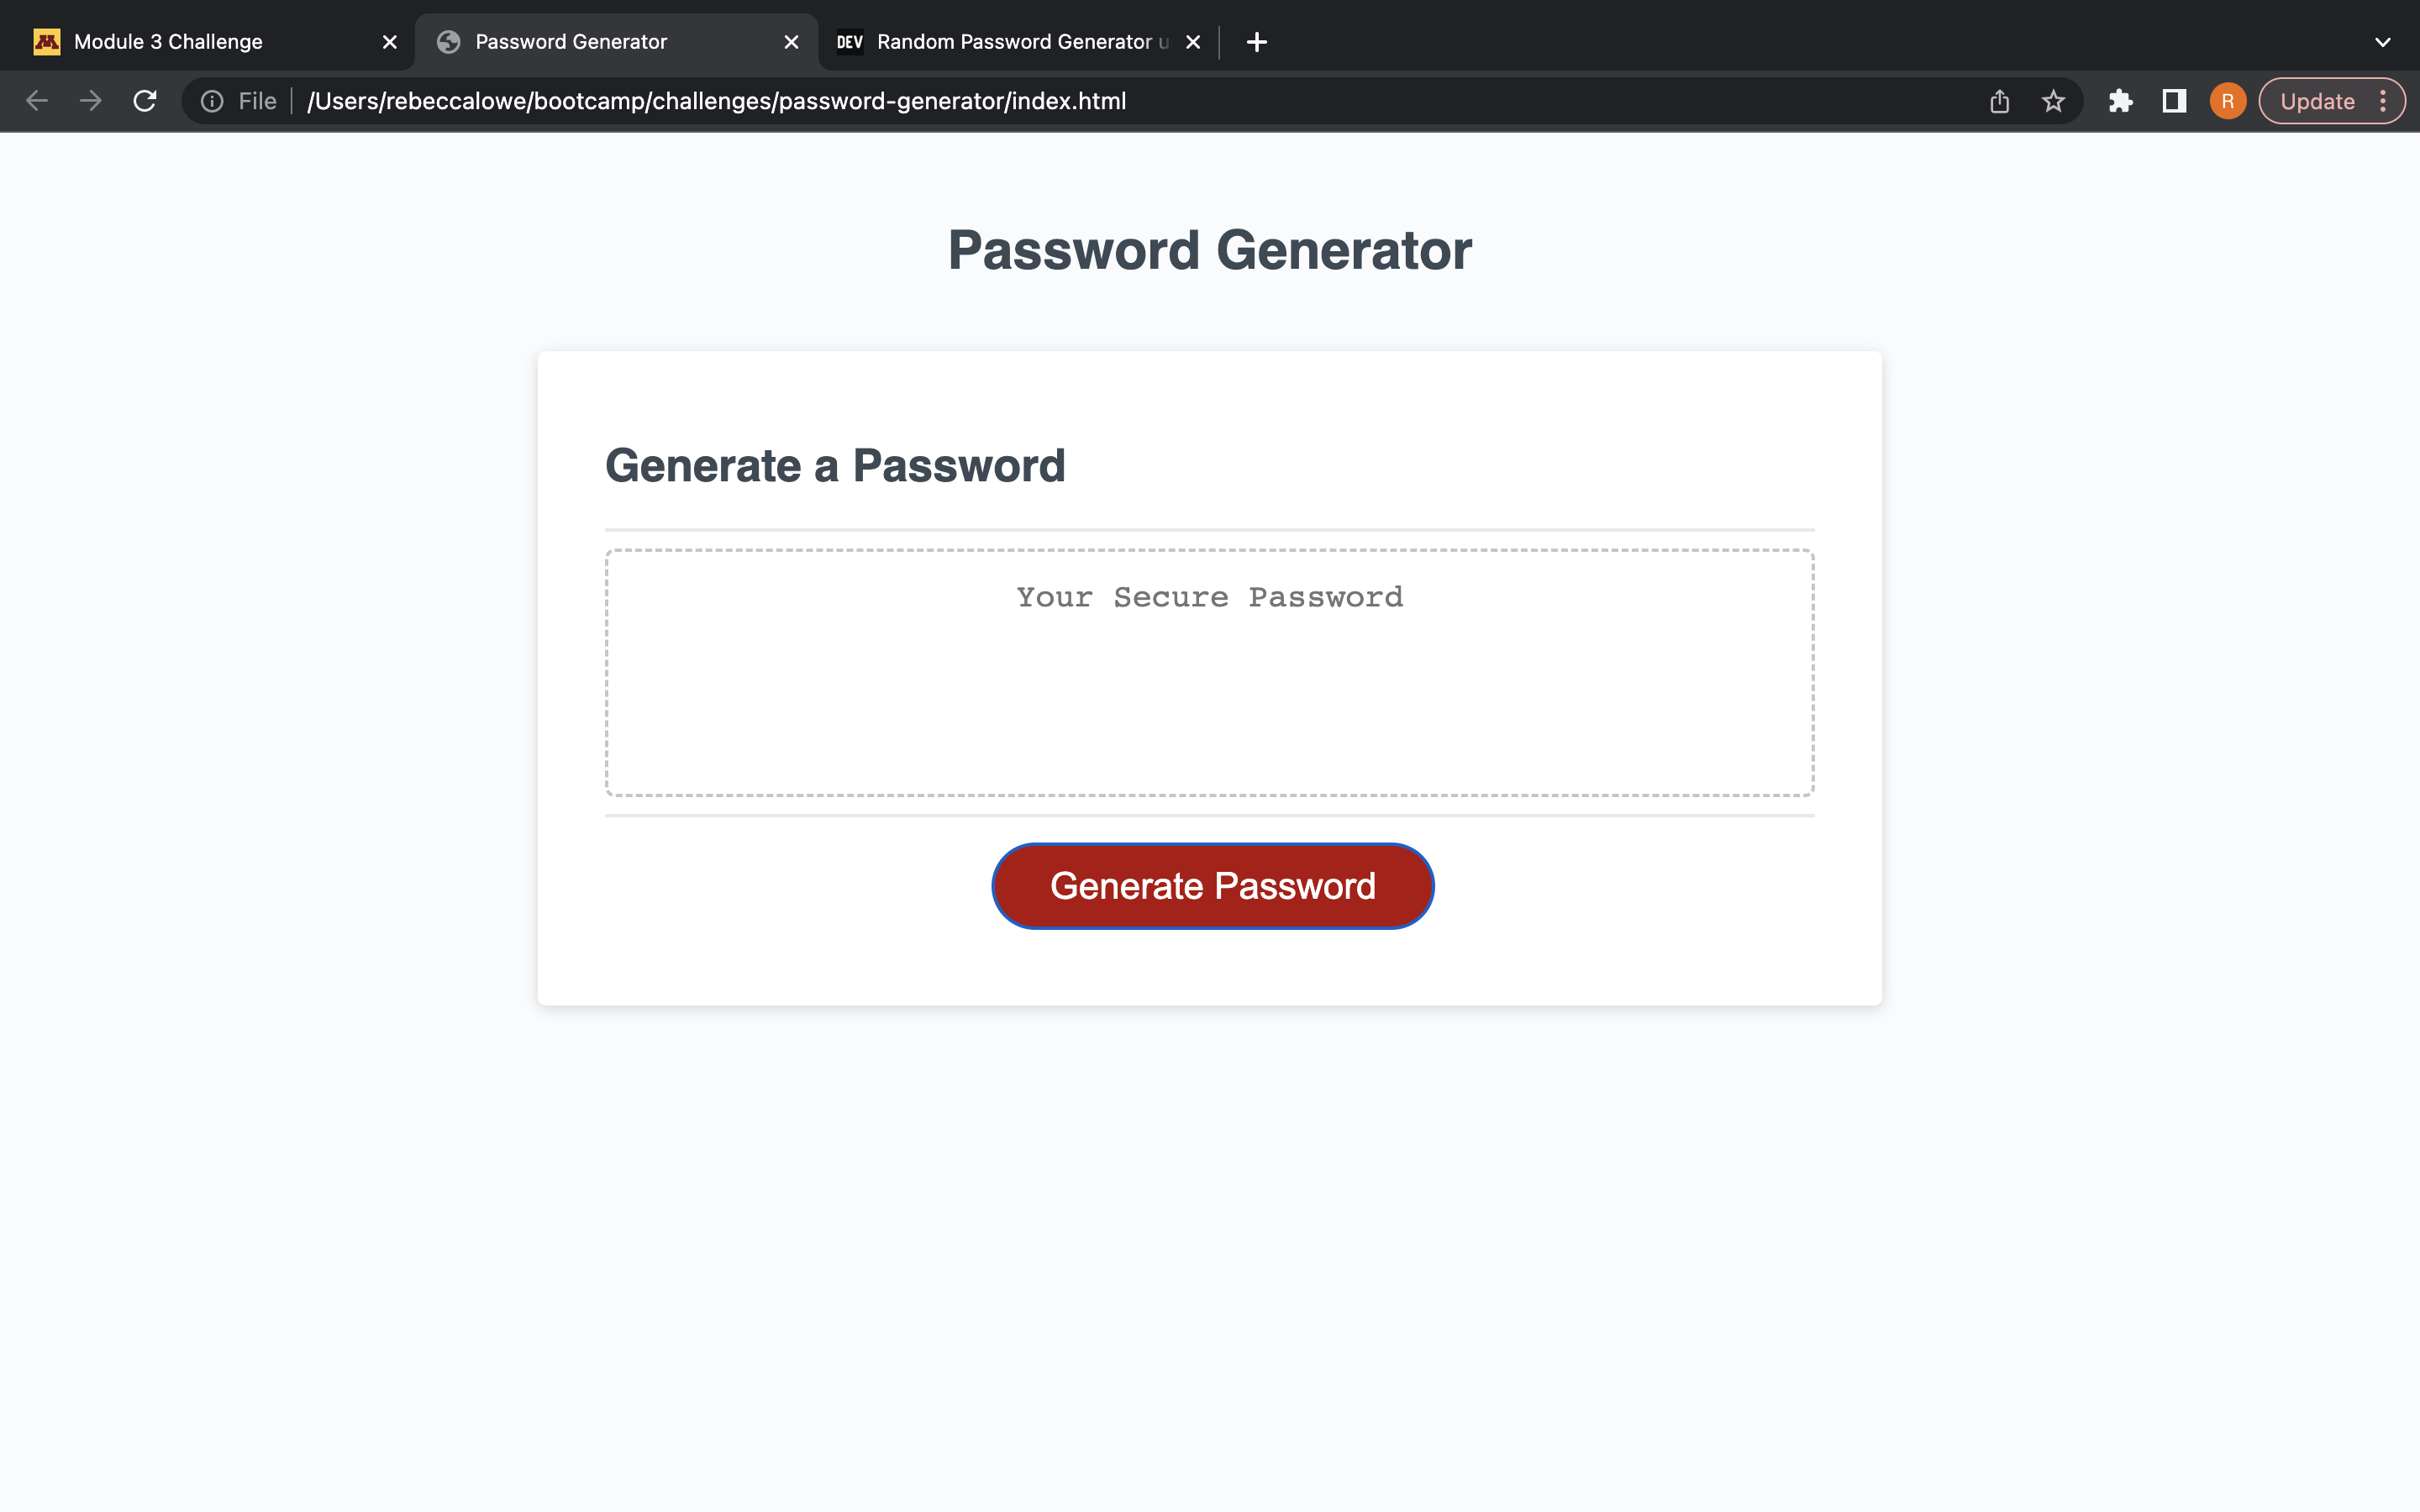 Module 3 Challenge
Password Generator
DEV Random Password Generator u
File /Users/rebeccalowe/bootcamp/challenges/password-generator/index.html
R
Update
Password Generator
Generate a Password
Your Secure Password
Generate Password